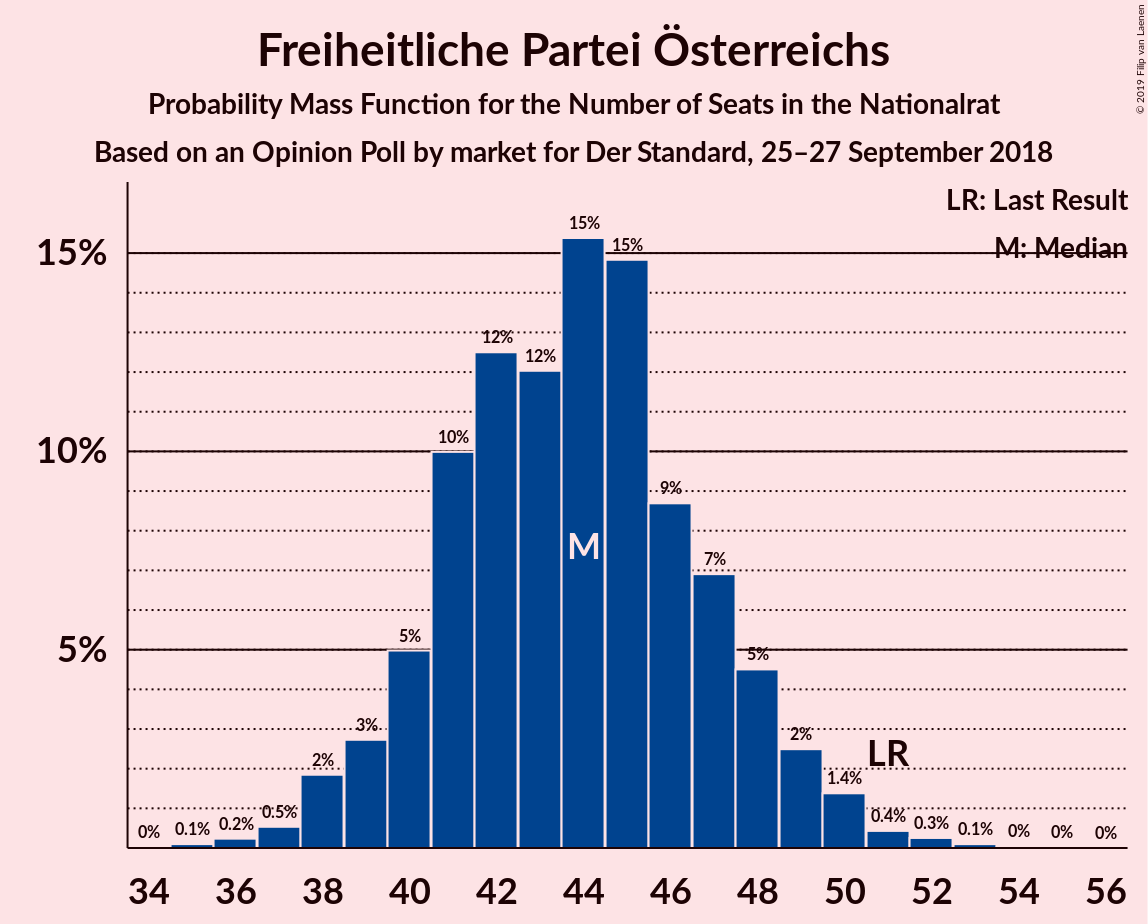 Freiheitliche Partei Österreichs
Probability Mass Function for the Number of Seats in the Nationalrat
Based on an Opinion Poll by market for Der Standard, 25–27 September 2018
© 2019 Filip van Laenen
LR: Last Result
M: Median
15%
10%
5%
0%
0.1%
0.2%
0.5%
2%
3%
5%
10%
12%
12%
15%
15%
9%
7%
5%
2%
1.4%
0.4%
0.3%
0.1%
0%
0%
0%
M
LR
34 36 38 40 42 44 46 48 50 52 54 56